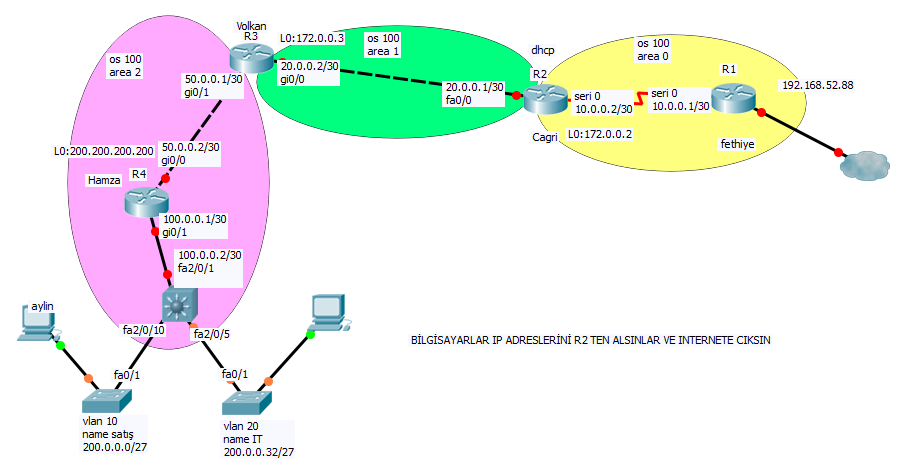 Volkan
R3
L0:172.0.0.3
os 100
area 1
os 100
area 2
50.0.0.1/30
gi0/1
20.0.0.2/30
gi0/0
dhcp
R2
20.0.0.1/30
fa0/0
os 100
area 0
R1
seri 0
10.0.0.2/30
seri 0
10.0.0.1/30
192.168.52.88
Cagri
L0:172.0.0.2
fethiye
L0:200.200.200.200
50.0.0.2/30
gi0/0
Hamza
R4
100.0.0.1/30
gi0/1
100.0.0.2/30
fa2/0/1
aylin
fa2/0/10
fa2/0/5
BİLGİSAYARLAR IP ADRESLERİNİ R2 TEN ALSINLAR VE INTERNETE CIKSIN
fa0/1
fa0/1
vlan 10
name satış
200.0.0.0/27
vlan 20
name IT
200.0.0.32/27